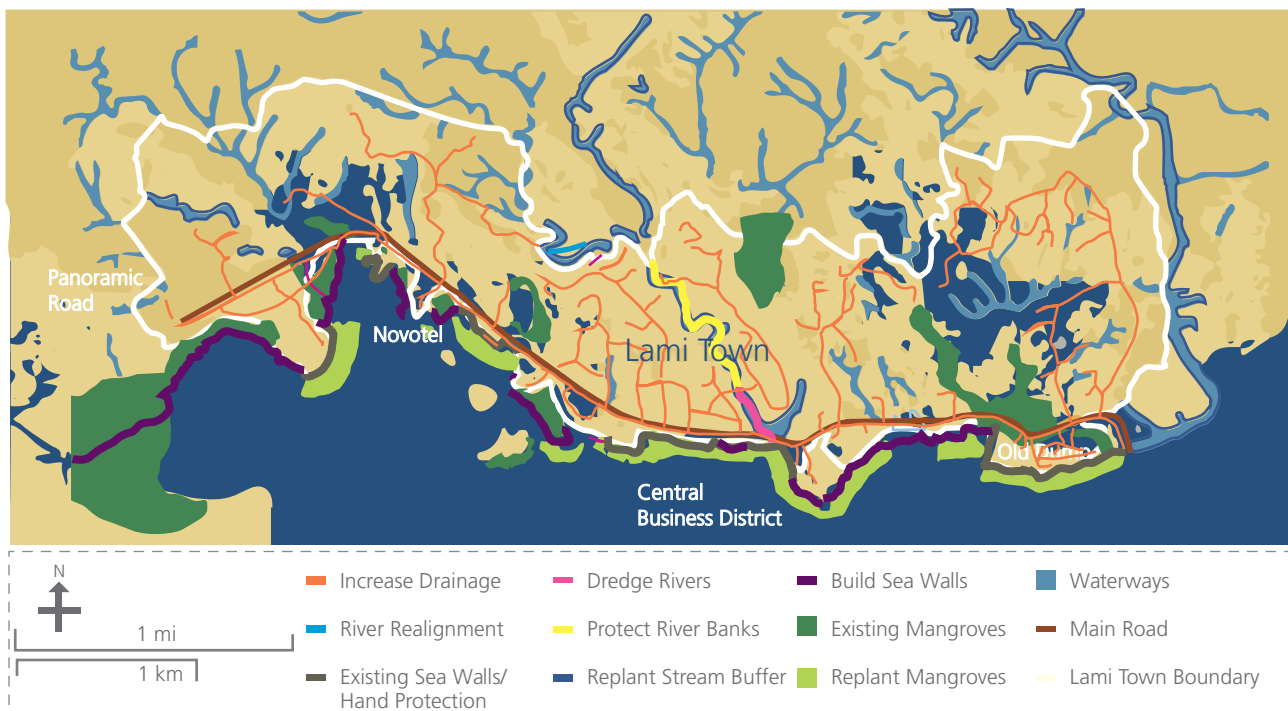 Panoramic
Road
Novotel
Lami Town
Central
Business District
Old Dump
N
1 mi
1 km
Increase Drainage
River Realignment
Existing Sea Walls/
Hand Protection
Dredge Rivers
Protect River Banks
Replant Stream Buffer
Build Sea Walls
Existing Mangroves
Replant Mangroves
Waterways
Main Road
Lami Town Boundary